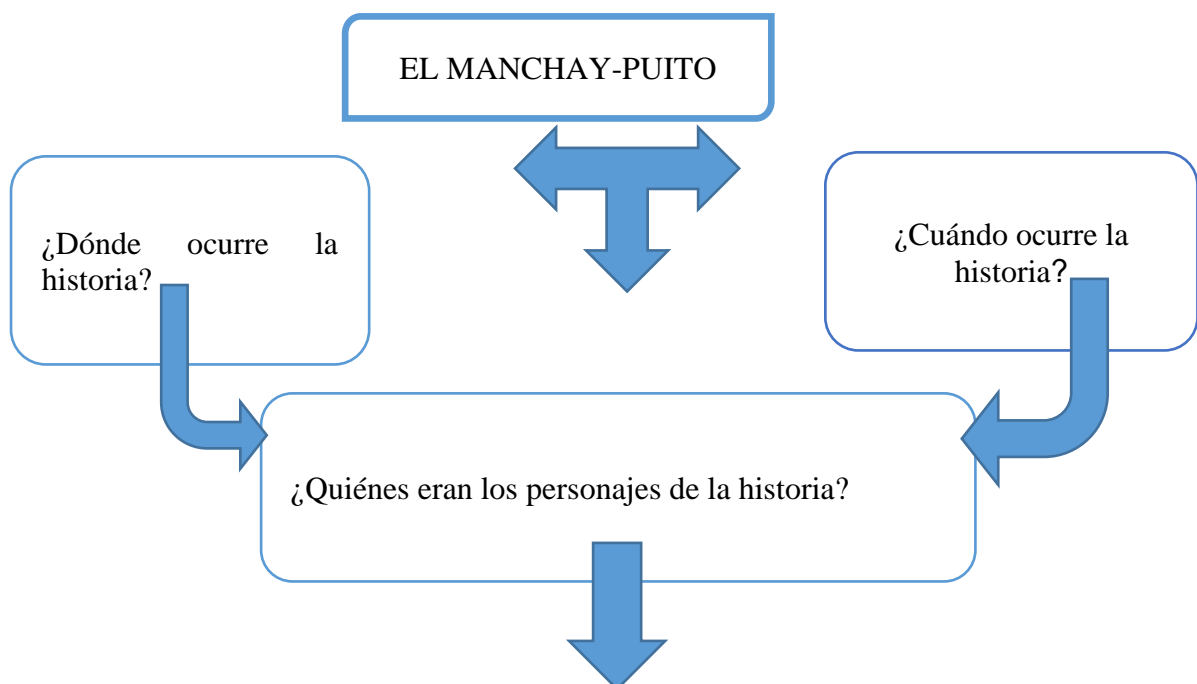 EL MANCHAY-PUITO
¿Dónde ocurre la
historia?
¿Cuándo ocurre la
historia?
¿Quiénes eran los personajes de la historia?